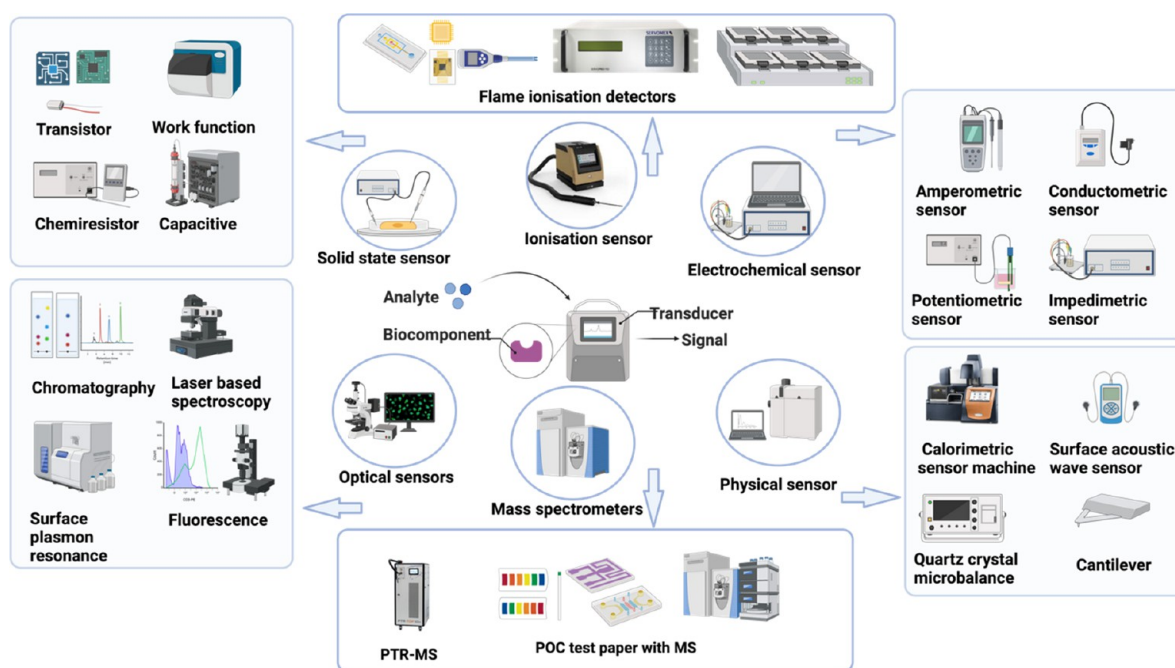 Flame ionisation detectors
Transistor
Work function
Chemiresistor
Capacitive
Solid state sensor
Ionisation sensor
Electrochemical sensor
Amperometric
sensor
Conductometric
sensor
Potentiometric
sensor
Impedimetric
sensor
Analyte
Biocomponent
Transducer
Signal
Chromatography
Laser based
spectroscopy
Surface
plasmon
resonance
Fluorescence
Optical sensors
Mass spectrometers
Physical sensor
Calorimetric
sensor machine
Surface acoustic
wave sensor
Quartz crystal
microbalance
Cantilever
PTR-MS
POC test paper with MS